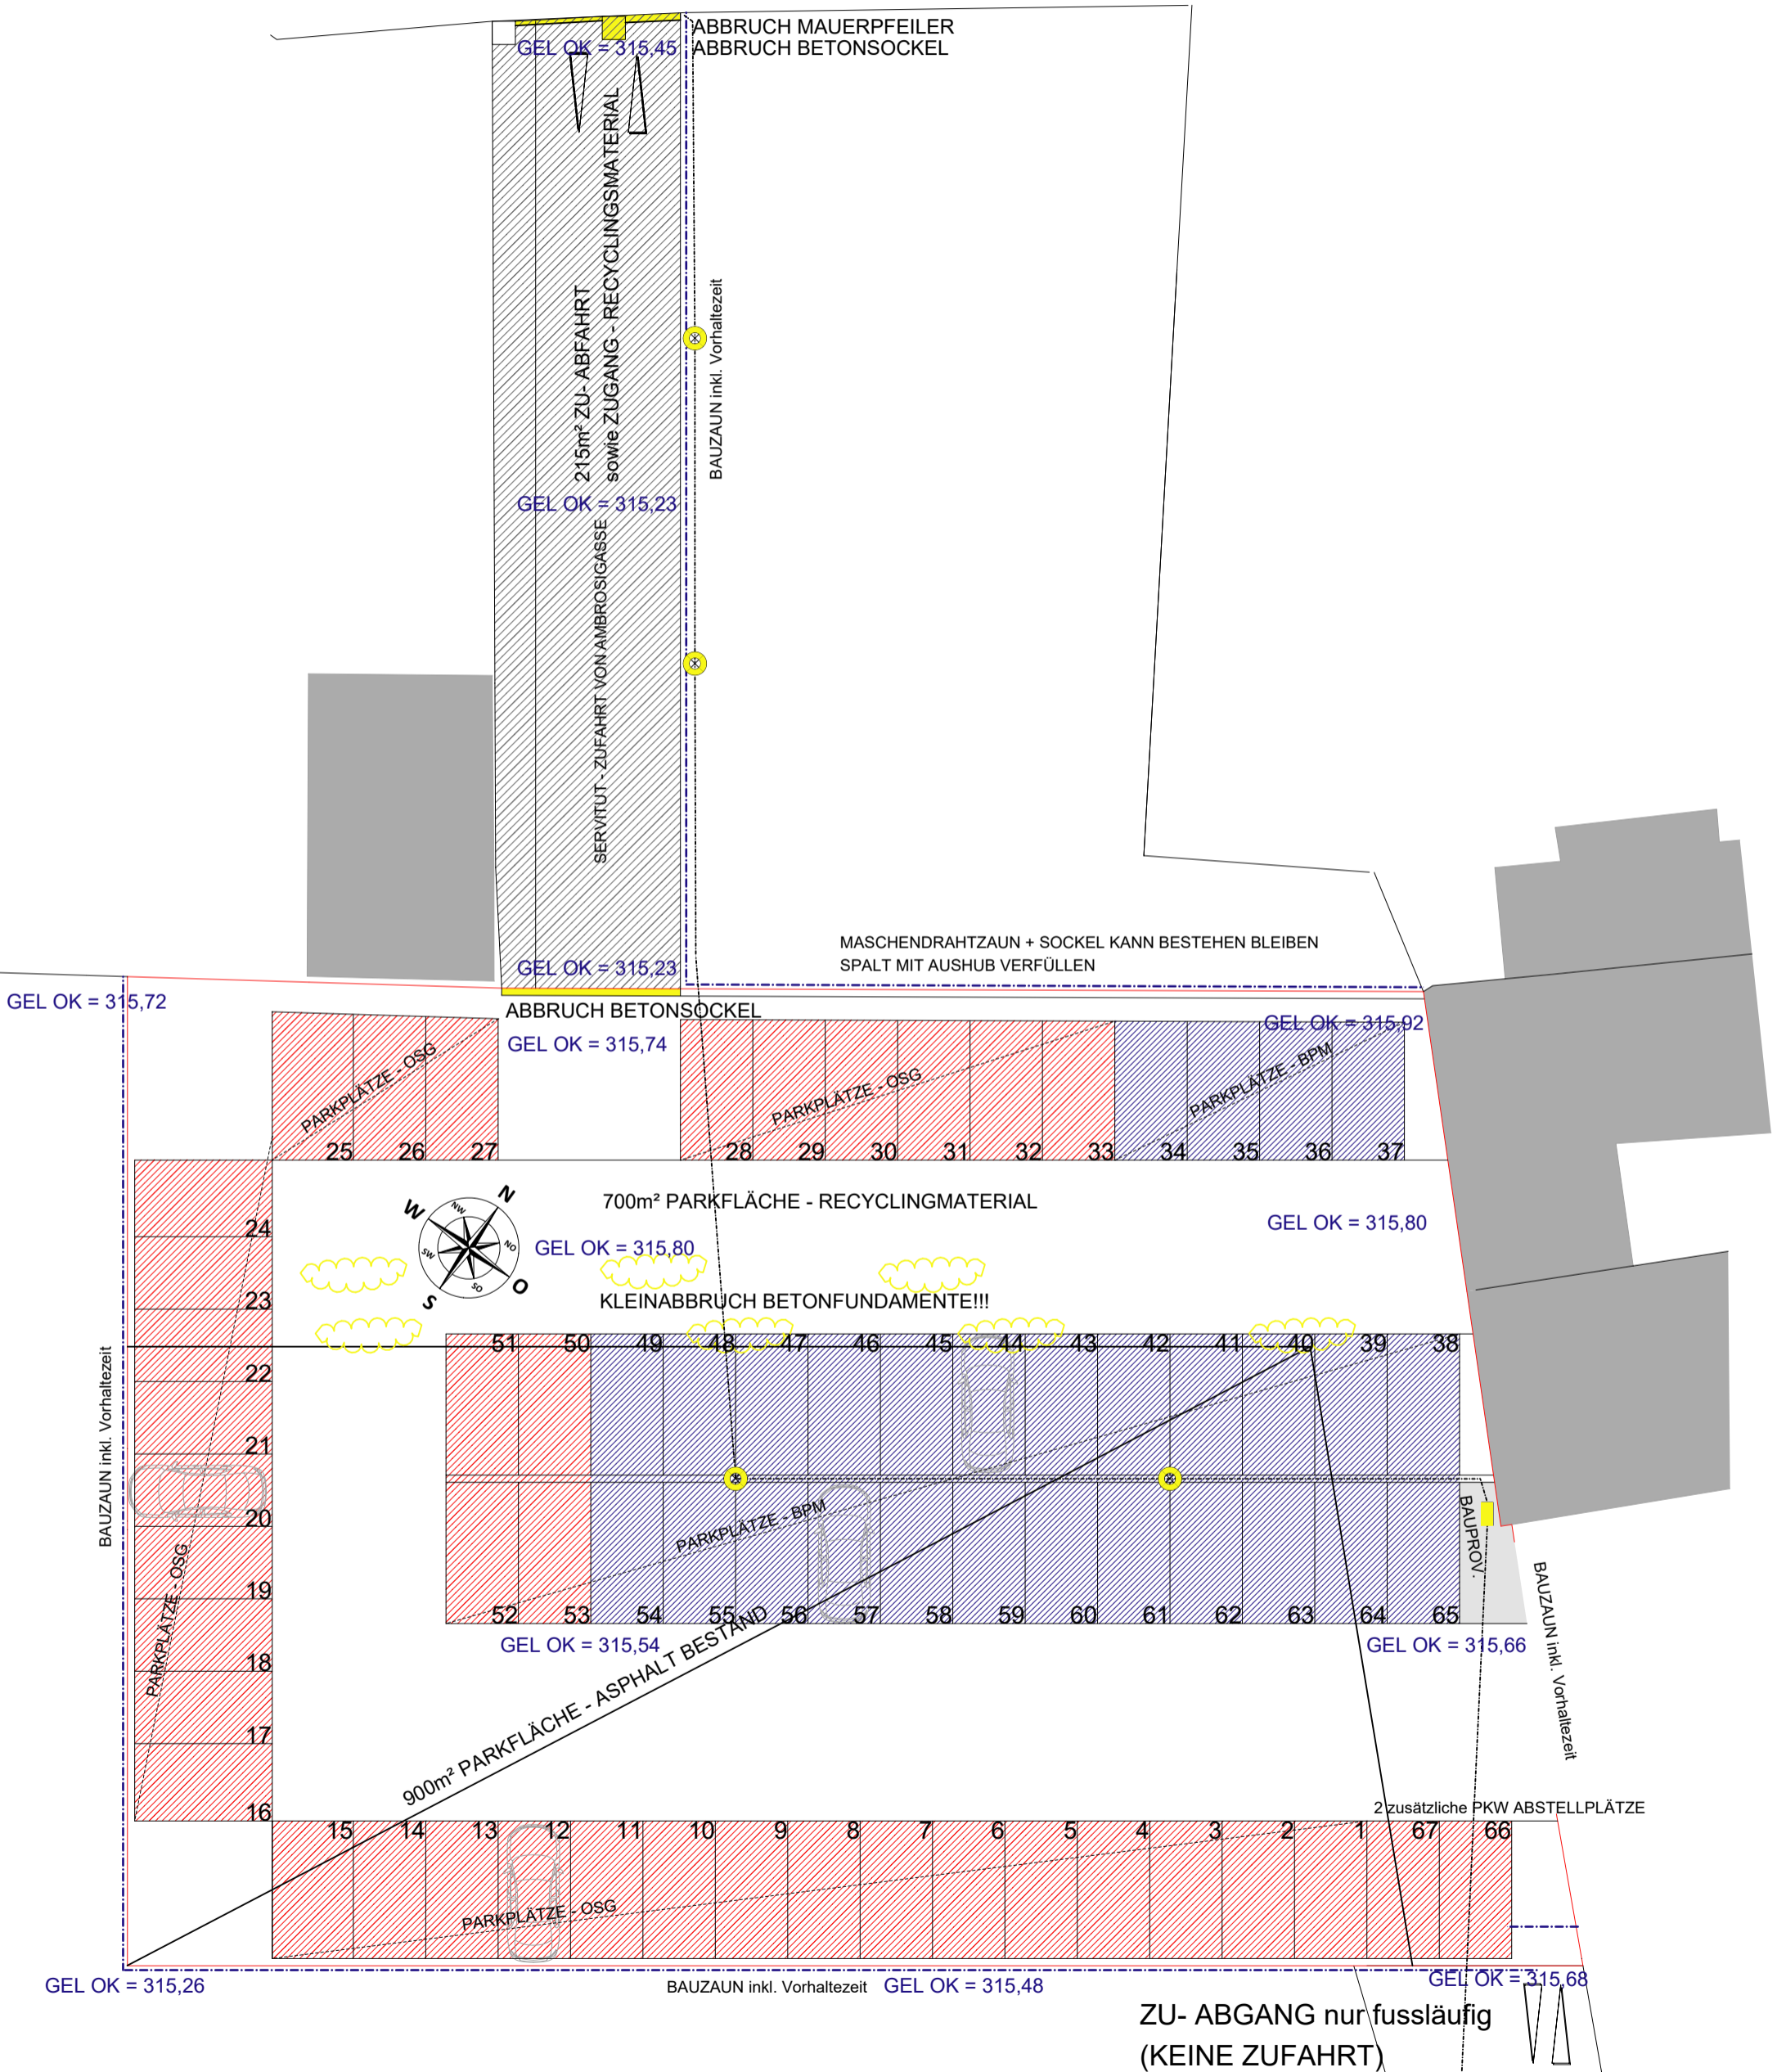 ABBRUCH MAUERPFEILER
GEL OK = 315,45
ABBRUCH BETONSOCKEL
215m² ZU- ABFAHRT
sowie ZUGANG - RECYCLINGSMATERIAL
BAUZAUN inkl. Vorhaltezeit
GEL OK = 315,23
SERVITUT - ZUFAHRT VON AMBROSIGASSE
MASCHENDRAHTZAUN + SOCKEL KANN BESTEHEN BLEIBEN
SPALT MIT AUSHUB VERFÜLLEN
GEL OK = 315,23
GEL OK = 315,72
ABBRUCH BETONSOCKEL
GEL OK = 315,74
GEL OK = 315,92
PARKPLÄTZE - OSG
PARKPLÄTZE - OSG
PARKPLÄTZE - BPM
25 26 27 28 29 30 31 32 33 34 35 36 37
700m² PARKFLÄCHE - RECYCLINGMATERIAL
N
NW
W
NO
SW
O
SO
S
GEL OK = 315,80
GEL OK = 315,80
24
23
22
21
20
19
18
17
16
KLEINABBRUCH BETONFUNDAMENTE!!!
51 50 49 48 47 46 45 44 43 42 41 40 39 38
BAUZAUN inkl. Vorhaltezeit
PARKPLÄTZE - OSG
PARKPLÄTZE - BPM
BAUPROV.
52 53 54 55 56 57 58 59 60 61 62 63 64 65
GEL OK = 315,54
GEL OK = 315,66
BAUZAUN inkl. Vorhaltezeit
900m² PARKFLÄCHE - ASPHALT BESTAND
2 zusätzliche PKW ABSTELLPLÄTZE
15 14 13 12 11 10 9 8 7 6 5 4 3 2 1 67 66
PARKPLÄTZE - OSG
GEL OK = 315,26
BAUZAUN inkl. Vorhaltezeit
GEL OK = 315,48
GEL OK = 315,68
ZU- ABGANG nur fussläufig
(KEINE ZUFAHRT)